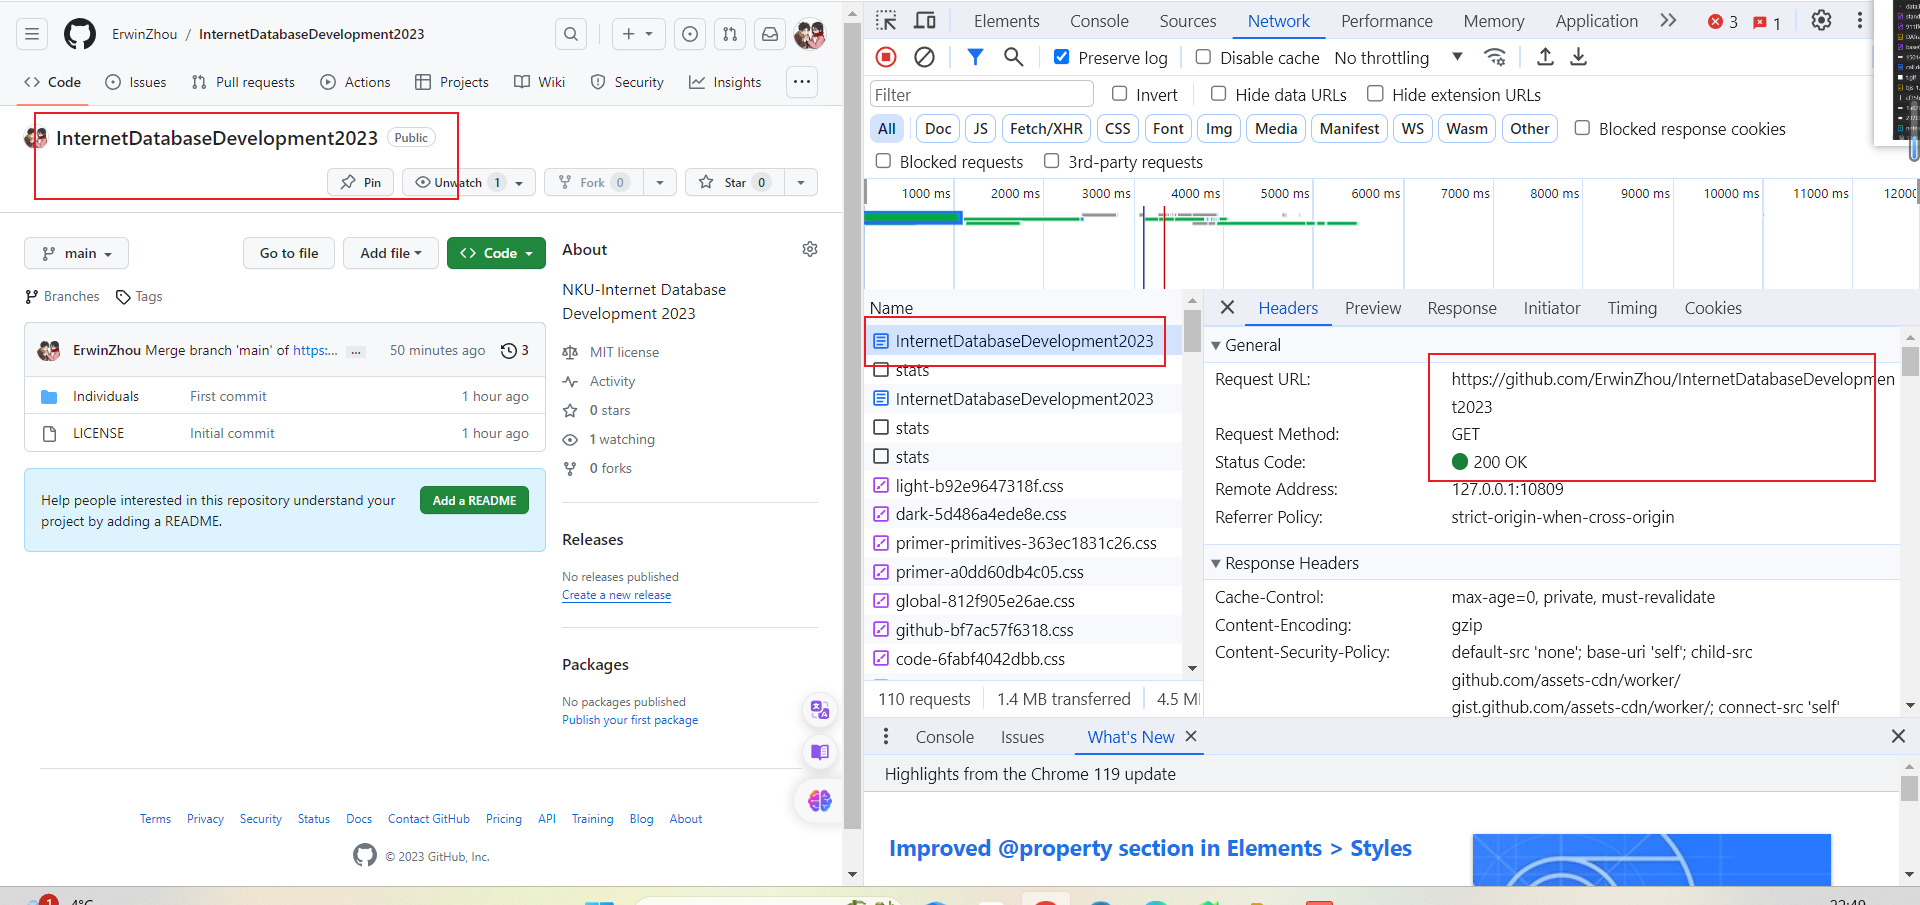 ErwinZhou / InternetDatabaseDevelopment2023
Code Issues Pull requests Actions Projects Wiki Security Insights
InternetDatabaseDevelopment2023 Public
Pin Unwatch 1 Fork 0 Star 0
main Go to file Add file Code
Branches Tags
ErwinZhou Merge branch 'main' of https:... ... 50 minutes ago 3
Individuals First commit 1 hour ago
LICENSE Initial commit 1 hour ago
Help people interested in this repository understand your
project by adding a README.
Add a README
About
NKU-Internet Database
Development 2023
MIT license
Activity
0 stars
1 watching
0 forks
Releases
No releases published
Create a new release
Packages
No packages published
Publish your first package
Terms Privacy Security Status Docs Contact GitHub Pricing API Training Blog About
© 2023 GitHub, Inc.
Elements Console Sources Network Performance Memory Application 3 1
Preserve log Disable cache No throttling
Filter Invert Hide data URLs Hide extension URLs
All Doc JS Fetch/XHR CSS Font Img Media Manifest WS Wasm Other Blocked response cookies
Blocked requests 3rd-party requests
1000 ms 2000 ms 3000 ms 4000 ms 5000 ms 6000 ms 7000 ms 8000 ms 9000 ms 10000 ms 11000 ms 1200
Name
InternetDatabaseDevelopment2023
stats
InternetDatabaseDevelopment2023
stats
stats
light-b92e9647318f.css
dark-5d486a4ede8e.css
primer-primitives-363ec1831c26.css
primer-a0dd60db4c05.css
global-812f905e26ae.css
github-bf7ac57f6318.css
code-6fabf4042dbb.css
110 requests 1.4 MB transferred 4.5 M
Headers Preview Response Initiator Timing Cookies
General
Request URL: https://github.com/ErwinZhou/InternetDatabaseDevelopmen
t2023
Request Method: GET
Status Code: 200 OK
Remote Address: 127.0.0.1:10809
Referrer Policy: strict-origin-when-cross-origin
Response Headers
Cache-Control: max-age=0, private, must-revalidate
Content-Encoding: gzip
Content-Security-Policy: default-src 'none'; base-uri 'self'; child-src
github.com/assets-cdn/worker/
gist.github.com/assets-cdn/worker/; connect-src 'self'
Console Issues What's New
Highlights from the Chrome 119 update
Improved @property section in Elements > Styles
1